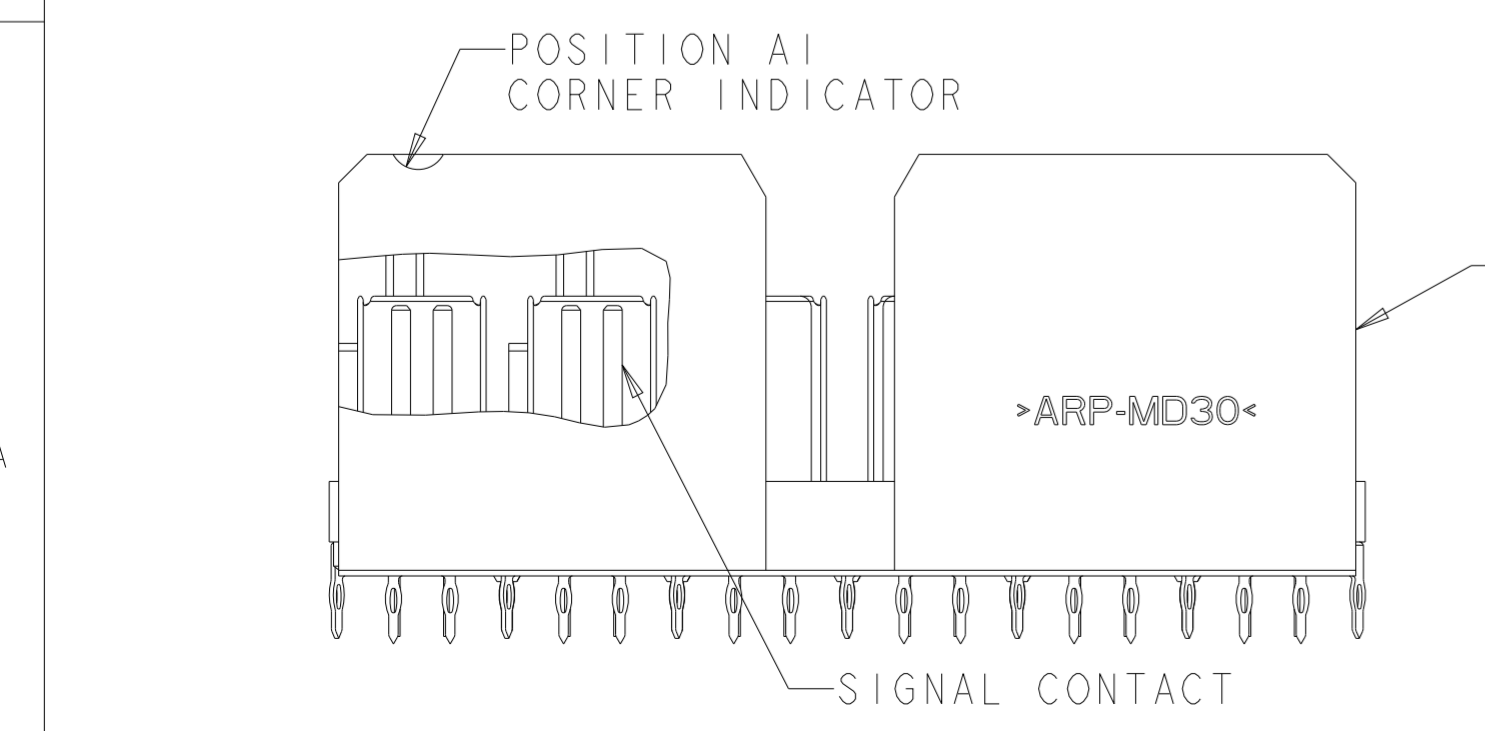 POSITION A1
CORNER INDICATOR
>ARP-MD30<
A
SIGNAL CONTACT